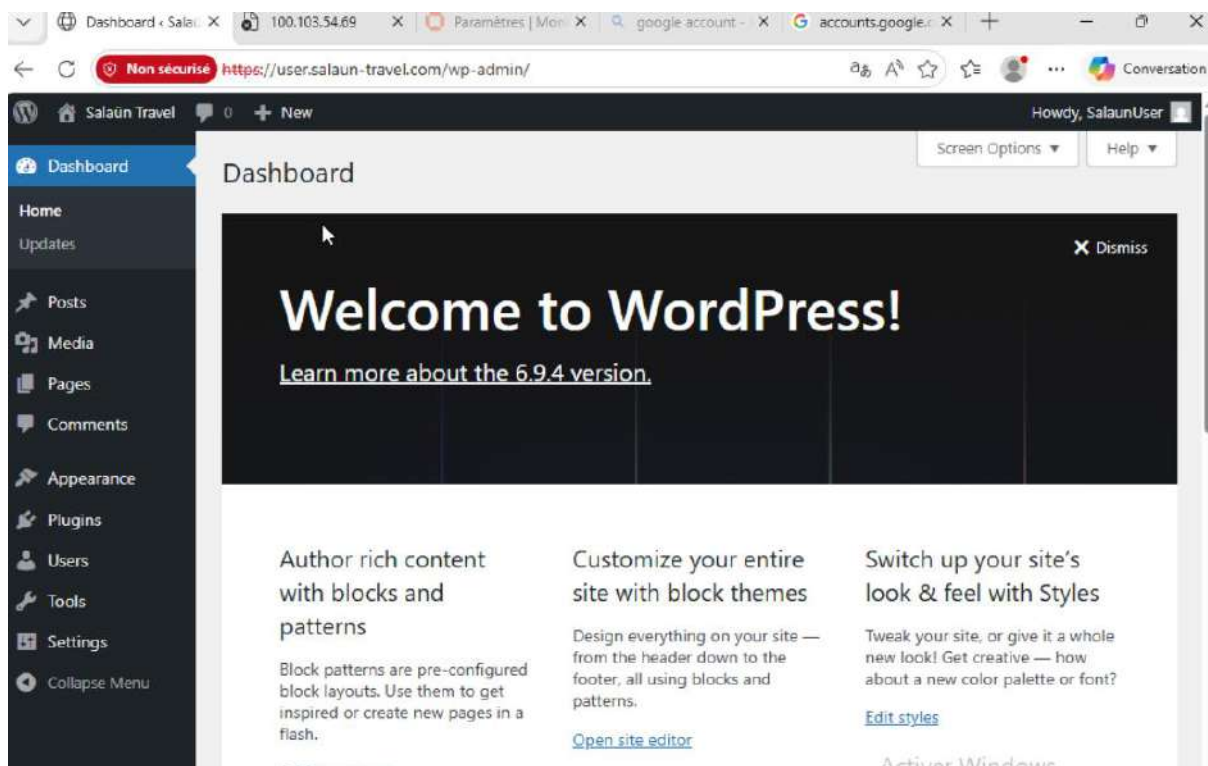 Dashboard ‹ Sala
100.103.54.69
Paramètres | Mon
google account -
accounts.google.c
Non sécurisé https://user.salaun-travel.com/wp-admin/
Conversation
Salaün Travel 0 + New
Howdy, SalaunUser
Screen Options
Help
Dashboard
Home
Updates
Posts
Media
Pages
Comments
Appearance
Plugins
Users
Tools
Settings
Collapse Menu
Dashboard
Dismiss
Welcome to WordPress!
Learn more about the 6.9.4 version.
Author rich content
with blocks and
patterns
Block patterns are pre-configured
block layouts. Use them to get
inspired or create new pages in a
flash.
Customize your entire
site with block themes
Design everything on your site —
from the header down to the
footer, all using blocks and
patterns.
Open site editor
Switch up your site's
look & feel with Styles
Tweak your site, or give it a whole
new look! Get creative — how
about a new color palette or font?
Edit styles
Activer Windows